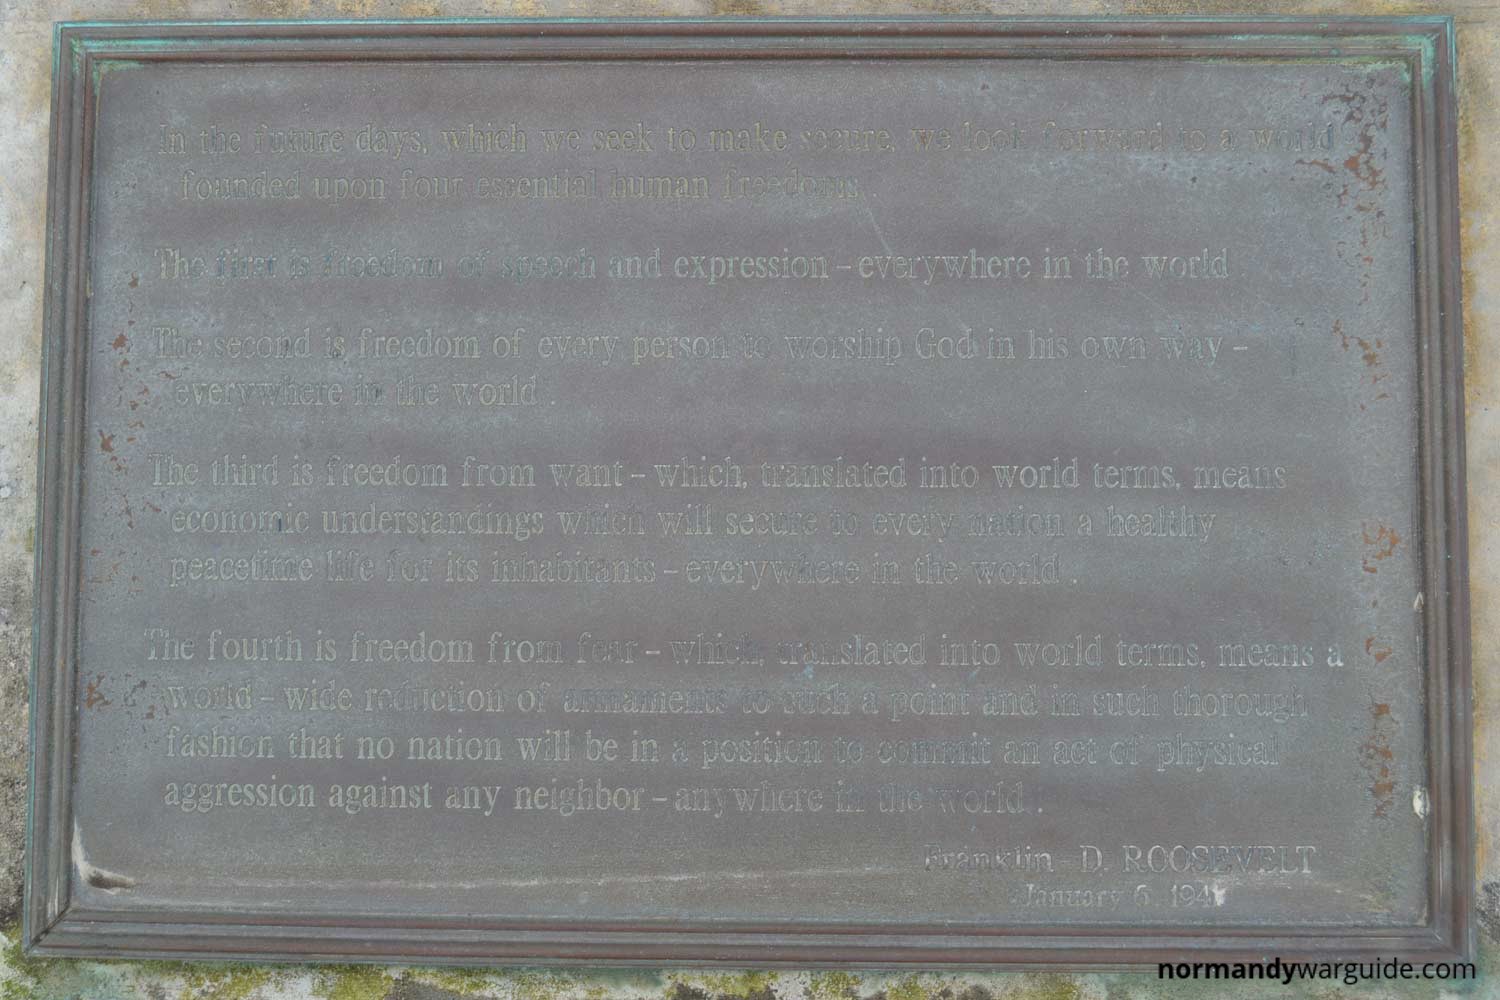 In the future days, which we seek to make secure, we look forward to a world
founded upon four essential human freedoms.
The first is freedom of speech and expression – everywhere in the world
The second is freedom of every person to worship God in his own way –
everywhere in the world.
The third is freedom from want – which, translated into world terms, means
economic understandings which will secure to every nation a healthy
peacetime life for its inhabitants – everywhere in the world.
The fourth is freedom from fear – which, translated into world terms, means a
world – wide reduction of armaments to such a point and in such thorough
fashion that no nation will be in a position to commit an act of physical
aggression against any neighbor – anywhere in the world.
Franklin D. ROOSEVELT
January 6, 1941
normandywarguide.com